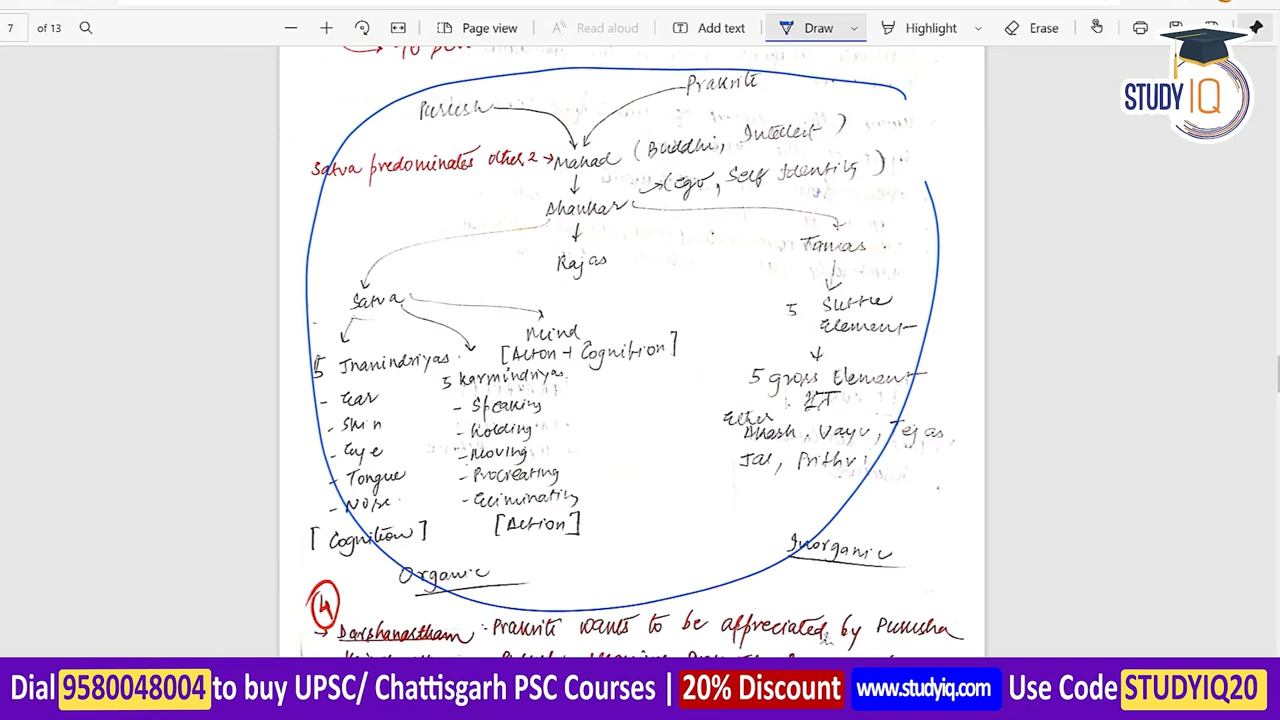 7 of 13
Page view
Read aloud
Add text
Draw
Highlight
Erase
STUDY IQ
Purush
Prakriti
Satva predominates other 2 → Mahad (Buddhi, Intellect)
→ (ego, Self Identity)
Ahankar
Rajas
Tamas
Satva
5 Suttle
Element
Mind
[Action + Cognition]
5 Jnanindriyas
5 karmindriyas
5 gross Element
- Ear
- Speaking
- Skin
- Holding
Ether
Akash, Vayu, Tejas,
- Eye
- Moving
Jal, Prithvi
- Tongue
- Procreating
- Nose
- Eliminating
[Cognition]
[Action]
Organic
Inorganic
4
→ Darshanartham - Prakriti wants to be appreciated by Purusha
Dial 9580048004 to buy UPSC/ Chattisgarh PSC Courses | 20% Discount www.studyiq.com Use Code STUDYIQ20